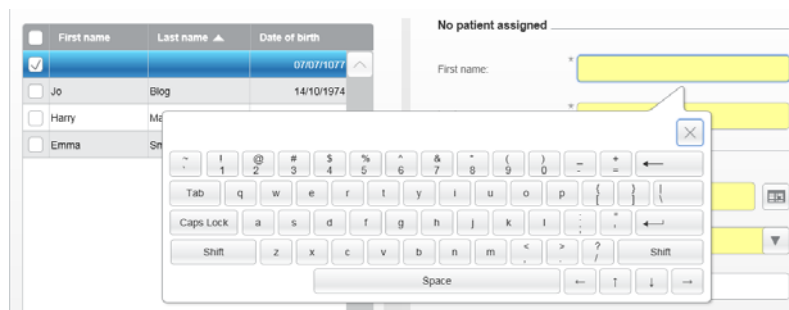 No patient assigned
First name Last name Date of birth
07/07/1077
First name: *
Jo Blog 14/10/1974
Harry
*
Emma
~ ` ! 1 @ 2 # 3 $ 4 % 5 ^ 6 & 7 * 8 ( 9 ) 0 _ - + = ←
Tab q w e r t y i u o p { [ } ] | \
Caps Lock a s d f g h j k l : ; " ' ↵
Shift z x c v b n m < , > . ? / Shift
Space ← ↑ ↓ →